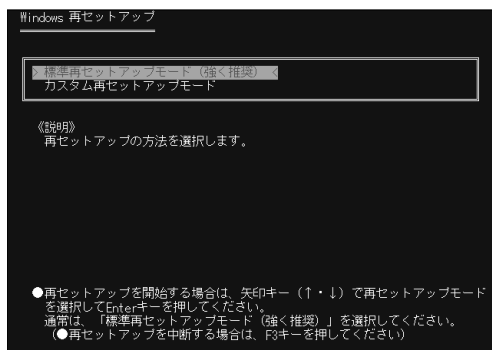 Windows 再セットアップ
> 標準再セットアップモード（強く推奨） <
カスタム再セットアップモード
《説明》
再セットアップの方法を選択します。
●再セットアップを開始する場合は、矢印キー（↑・↓）で再セットアップモード
を選択してEnterキーを押してください。
通常は、「標準再セットアップモード（強く推奨）」を選択してください。
（●再セットアップを中断する場合は、F3キーを押してください）